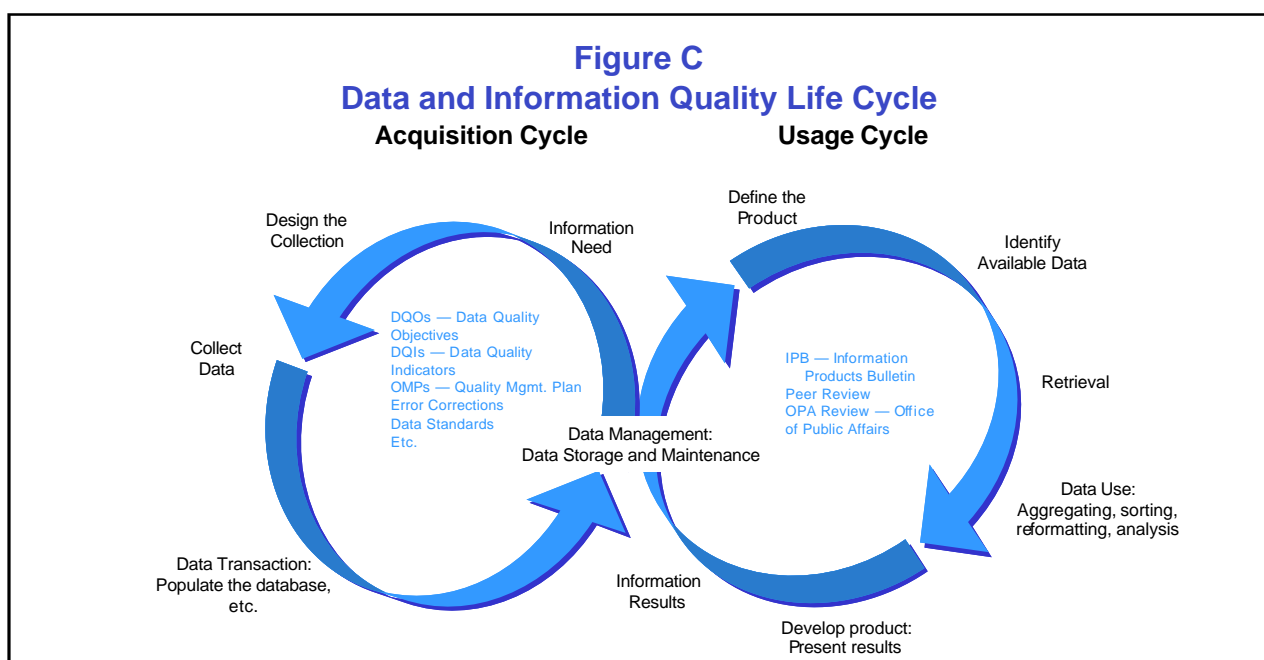 Figure C
Data and Information Quality Life Cycle
Acquisition Cycle
Usage Cycle
Design the
Collection
Information
Need
Collect
Data
DQOs — Data Quality
Objectives
DQIs — Data Quality
Indicators
OMPs — Quality Mgmt. Plan
Error Corrections
Data Standards
Etc.
Data Transaction:
Populate the database,
etc.
Data Management:
Data Storage and Maintenance
Define the
Product
Identify
Available Data
IPB — Information
Products Bulletin
Peer Review
OPA Review — Office
of Public Affairs
Retrieval
Data Use:
Aggregating, sorting,
reformatting, analysis
Develop product:
Present results
Information
Results